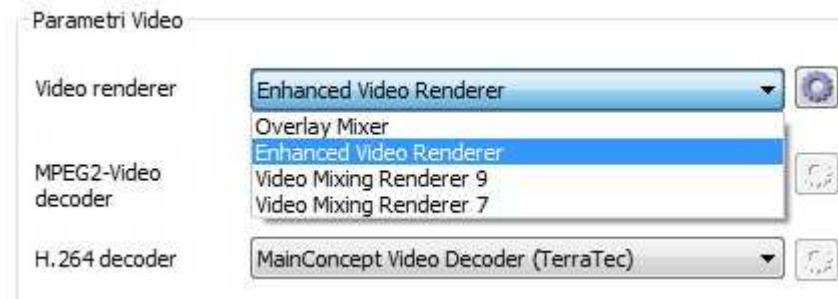 Parametri Video
Video renderer
Enhanced Video Renderer
Overlay Mixer
Enhanced Video Renderer
Video Mixing Renderer 9
Video Mixing Renderer 7
MPEG2-Video
decoder
H.264 decoder
MainConcept Video Decoder (TerraTec)